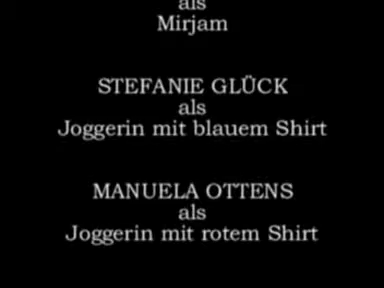 als
Mirjam
STEFANIE GLÜCK
als
Joggerin mit blauem Shirt
MANUELA OTTENS
als
Joggerin mit rotem Shirt